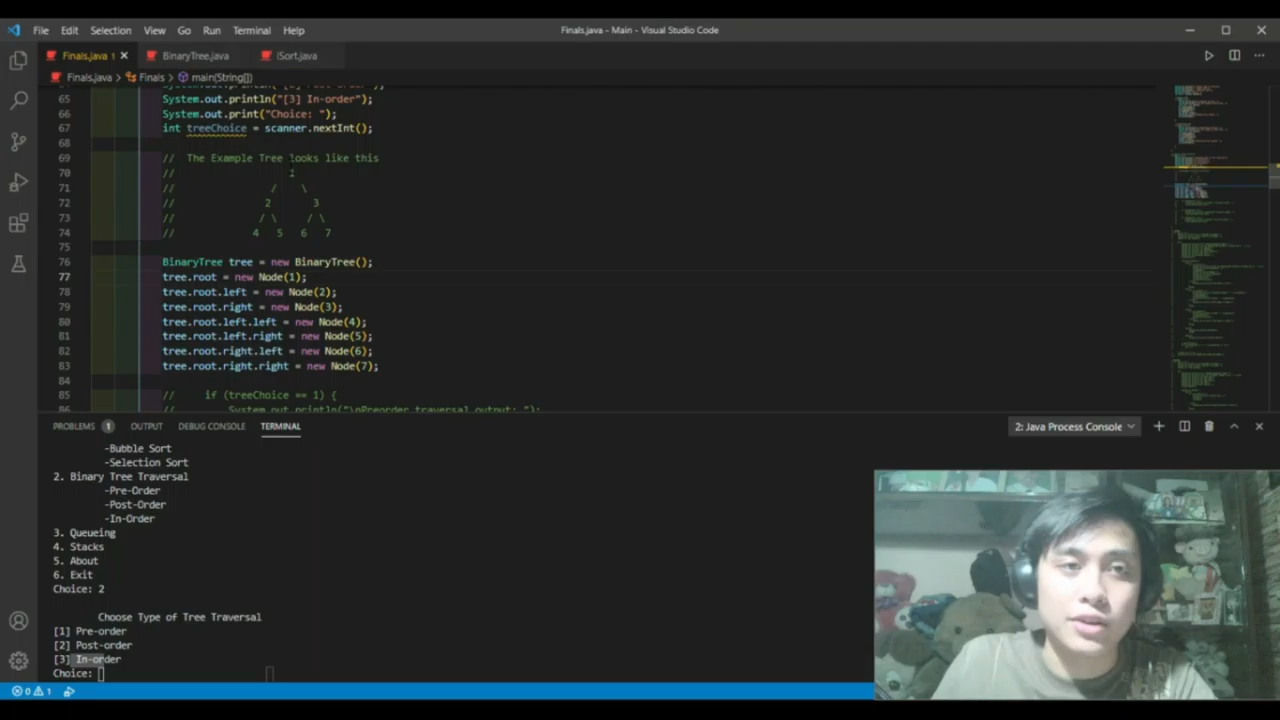 File Edit Selection View Go Run Terminal Help Finals.java - Main - Visual Studio Code
Finals.java 1 BinaryTree.java iSort.java
Finals.java > Finals > main(String[])
65 System.out.println("[3] In-order");
66 System.out.print("Choice: ");
67 int treeChoice = scanner.nextInt();
68
69 // The Example Tree looks like this
70 // 1
71 // / \
72 // 2 3
73 // / \ / \
74 // 4 5 6 7
75
76 BinaryTree tree = new BinaryTree();
77 tree.root = new Node(1);
78 tree.root.left = new Node(2);
79 tree.root.right = new Node(3);
80 tree.root.left.left = new Node(4);
81 tree.root.left.right = new Node(5);
82 tree.root.right.left = new Node(6);
83 tree.root.right.right = new Node(7);
84
85 // if (treeChoice == 1) {
86 // System.out.println("\nPreorder traversal output: ");
PROBLEMS 1 OUTPUT DEBUG CONSOLE TERMINAL 2: Java Process Console
-Bubble Sort
-Selection Sort
2. Binary Tree Traversal
-Pre-Order
-Post-Order
-In-Order
3. Queueing
4. Stacks
5. About
6. Exit
Choice: 2
Choose Type of Tree Traversal
[1] Pre-order
[2] Post-order
[3] In-order
Choice:
0 1